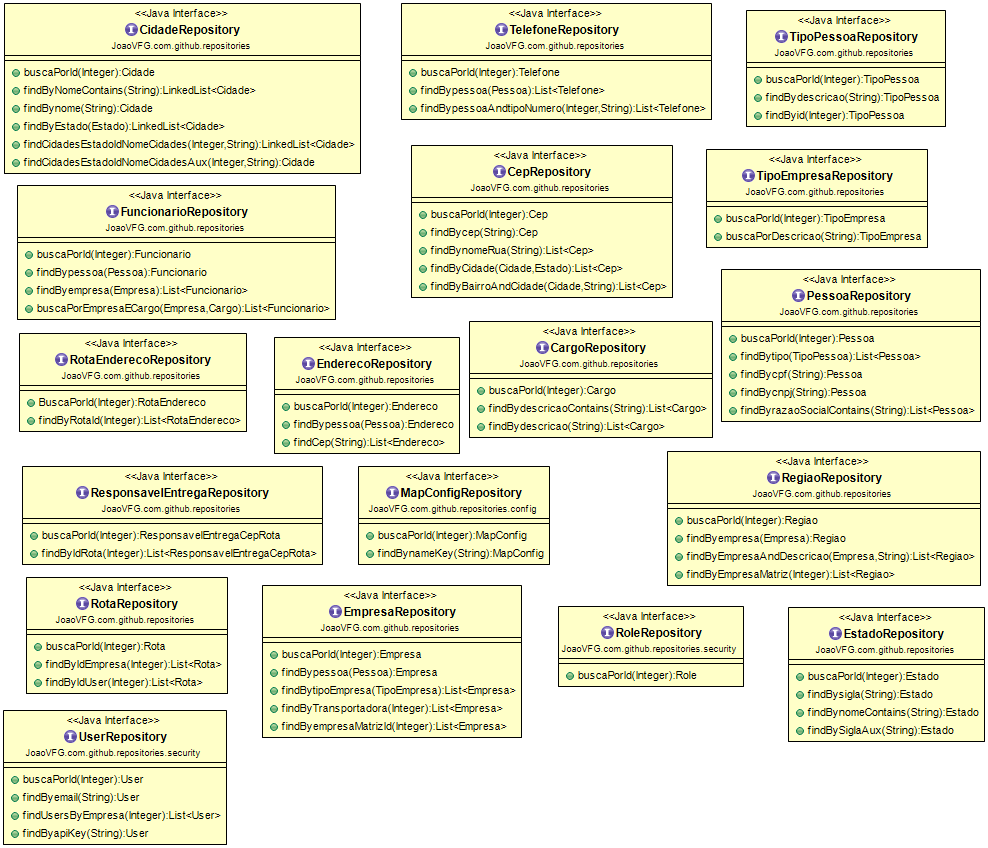 <<Java Interface>>
CidadeRepository
JoaoVFG.com.github.repositories
buscaPorId(Integer):Cidade
findByNomeContains(String):LinkedList<Cidade>
findBynome(String):Cidade
findByEstado(Estado):LinkedList<Cidade>
findCidadesEstadoIdNomeCidades(Integer,String):LinkedList<Cidade>
findCidadesEstadoIdNomeCidadesAux(Integer,String):Cidade
<<Java Interface>>
TelefoneRepository
JoaoVFG.com.github.repositories
buscaPorId(Integer):Telefone
findBypessoa(Pessoa):List<Telefone>
findBypessoaAndtipoNumero(Integer,String):List<Telefone>
<<Java Interface>>
TipoPessoaRepository
JoaoVFG.com.github.repositories
buscaPorId(Integer):TipoPessoa
findBydescricao(String):TipoPessoa
findByid(Integer):TipoPessoa
<<Java Interface>>
FuncionarioRepository
JoaoVFG.com.github.repositories
buscaPorId(Integer):Funcionario
findBypessoa(Pessoa):Funcionario
findByempresa(Empresa):List<Funcionario>
buscaPorEmpresaECargo(Empresa,Cargo):List<Funcionario>
<<Java Interface>>
CepRepository
JoaoVFG.com.github.repositories
buscaPorId(Integer):Cep
findBycep(String):Cep
findBynomeRua(String):List<Cep>
findByCidade(Cidade,Estado):List<Cep>
findByBairroAndCidade(Cidade,String):List<Cep>
<<Java Interface>>
TipoEmpresaRepository
JoaoVFG.com.github.repositories
buscaPorId(Integer):TipoEmpresa
buscaPorDescricao(String):TipoEmpresa
<<Java Interface>>
PessoaRepository
JoaoVFG.com.github.repositories
buscaPorId(Integer):Pessoa
findBytipo(TipoPessoa):List<Pessoa>
findBycpf(String):Pessoa
findBycnpj(String):Pessoa
findByrazaoSocialContains(String):List<Pessoa>
<<Java Interface>>
RotaEnderecoRepository
JoaoVFG.com.github.repositories
BuscaPorId(Integer):RotaEndereco
findByRotaId(Integer):List<RotaEndereco>
<<Java Interface>>
EnderecoRepository
JoaoVFG.com.github.repositories
buscaPorId(Integer):Endereco
findBypessoa(Pessoa):Endereco
findCep(String):List<Endereco>
<<Java Interface>>
CargoRepository
JoaoVFG.com.github.repositories
buscaPorId(Integer):Cargo
findBydescricaoContains(String):List<Cargo>
findBydescricao(String):List<Cargo>
<<Java Interface>>
ResponsavelEntregaRepository
JoaoVFG.com.github.repositories
buscaPorId(Integer):ResponsavelEntregaCepRota
findByIdRota(Integer):List<ResponsavelEntregaCepRota>
<<Java Interface>>
MapConfigRepository
JoaoVFG.com.github.repositories.config
buscaPorId(Integer):MapConfig
findBynameKey(String):MapConfig
<<Java Interface>>
RegiaoRepository
JoaoVFG.com.github.repositories
buscaPorId(Integer):Regiao
findByempresa(Empresa):Regiao
findByEmpresaAndDescricao(Empresa,String):List<Regiao>
findByEmpresaMatriz(Integer):List<Regiao>
<<Java Interface>>
RotaRepository
JoaoVFG.com.github.repositories
buscaPorId(Integer):Rota
findByIdEmpresa(Integer):List<Rota>
findByIdUser(Integer):List<Rota>
<<Java Interface>>
EmpresaRepository
JoaoVFG.com.github.repositories
buscaPorId(Integer):Empresa
findBypessoa(Pessoa):Empresa
findBytipoEmpresa(TipoEmpresa):List<Empresa>
findByTransportadora(Integer):List<Empresa>
findByempresaMatrizId(Integer):List<Empresa>
<<Java Interface>>
RoleRepository
JoaoVFG.com.github.repositories.security
buscaPorId(Integer):Role
<<Java Interface>>
EstadoRepository
JoaoVFG.com.github.repositories
buscaPorId(Integer):Estado
findBysigla(String):Estado
findBynomeContains(String):Estado
findBySiglaAux(String):Estado
<<Java Interface>>
UserRepository
JoaoVFG.com.github.repositories.security
buscaPorId(Integer):User
findByemail(String):User
findUsersByEmpresa(Integer):List<User>
findByapiKey(String):User